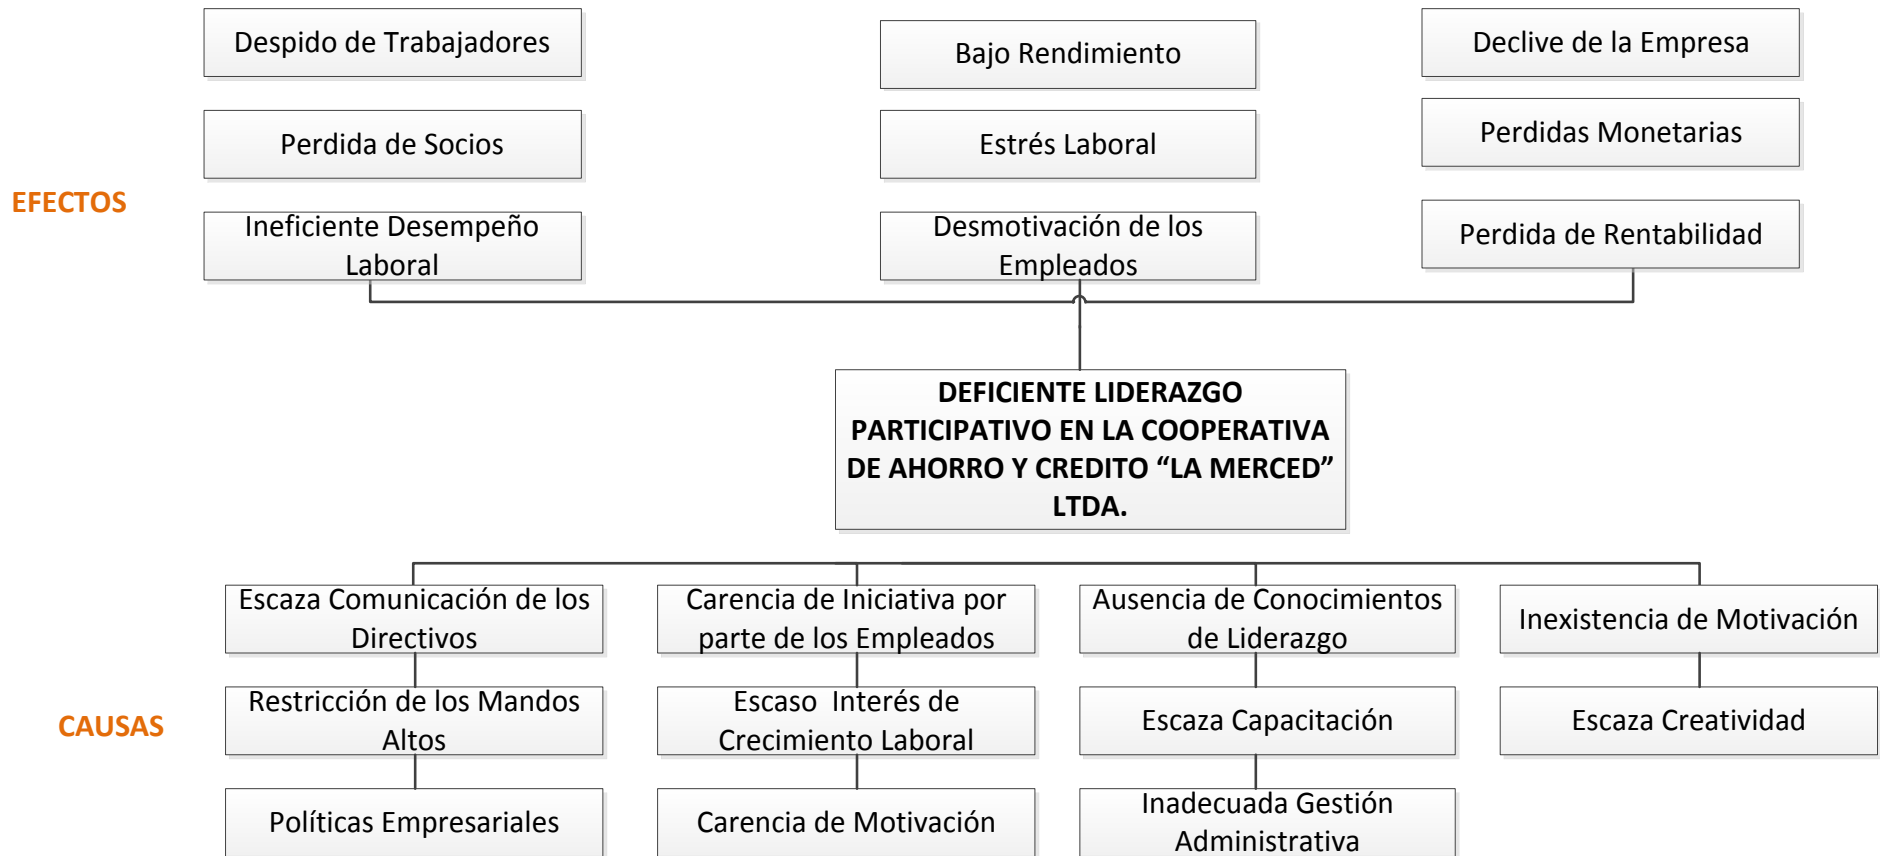 Despido de Trabajadores
Bajo Rendimiento
Declive de la Empresa
Perdida de Socios
Estrés Laboral
Perdidas Monetarias
EFECTOS
Ineficiente Desempeño
Laboral
Desmotivación de los
Empleados
Perdida de Rentabilidad
DEFICIENTE LIDERAZGO
PARTICIPATIVO EN LA COOPERATIVA
DE AHORRO Y CREDITO “LA MERCED”
LTDA.
Escaza Comunicación de los
Directivos
Carencia de Iniciativa por
parte de los Empleados
Ausencia de Conocimientos
de Liderazgo
Inexistencia de Motivación
CAUSAS
Restricción de los Mandos
Altos
Escaso  Interés de
Crecimiento Laboral
Escaza Capacitación
Escaza Creatividad
Políticas Empresariales
Carencia de Motivación
Inadecuada Gestión
Administrativa